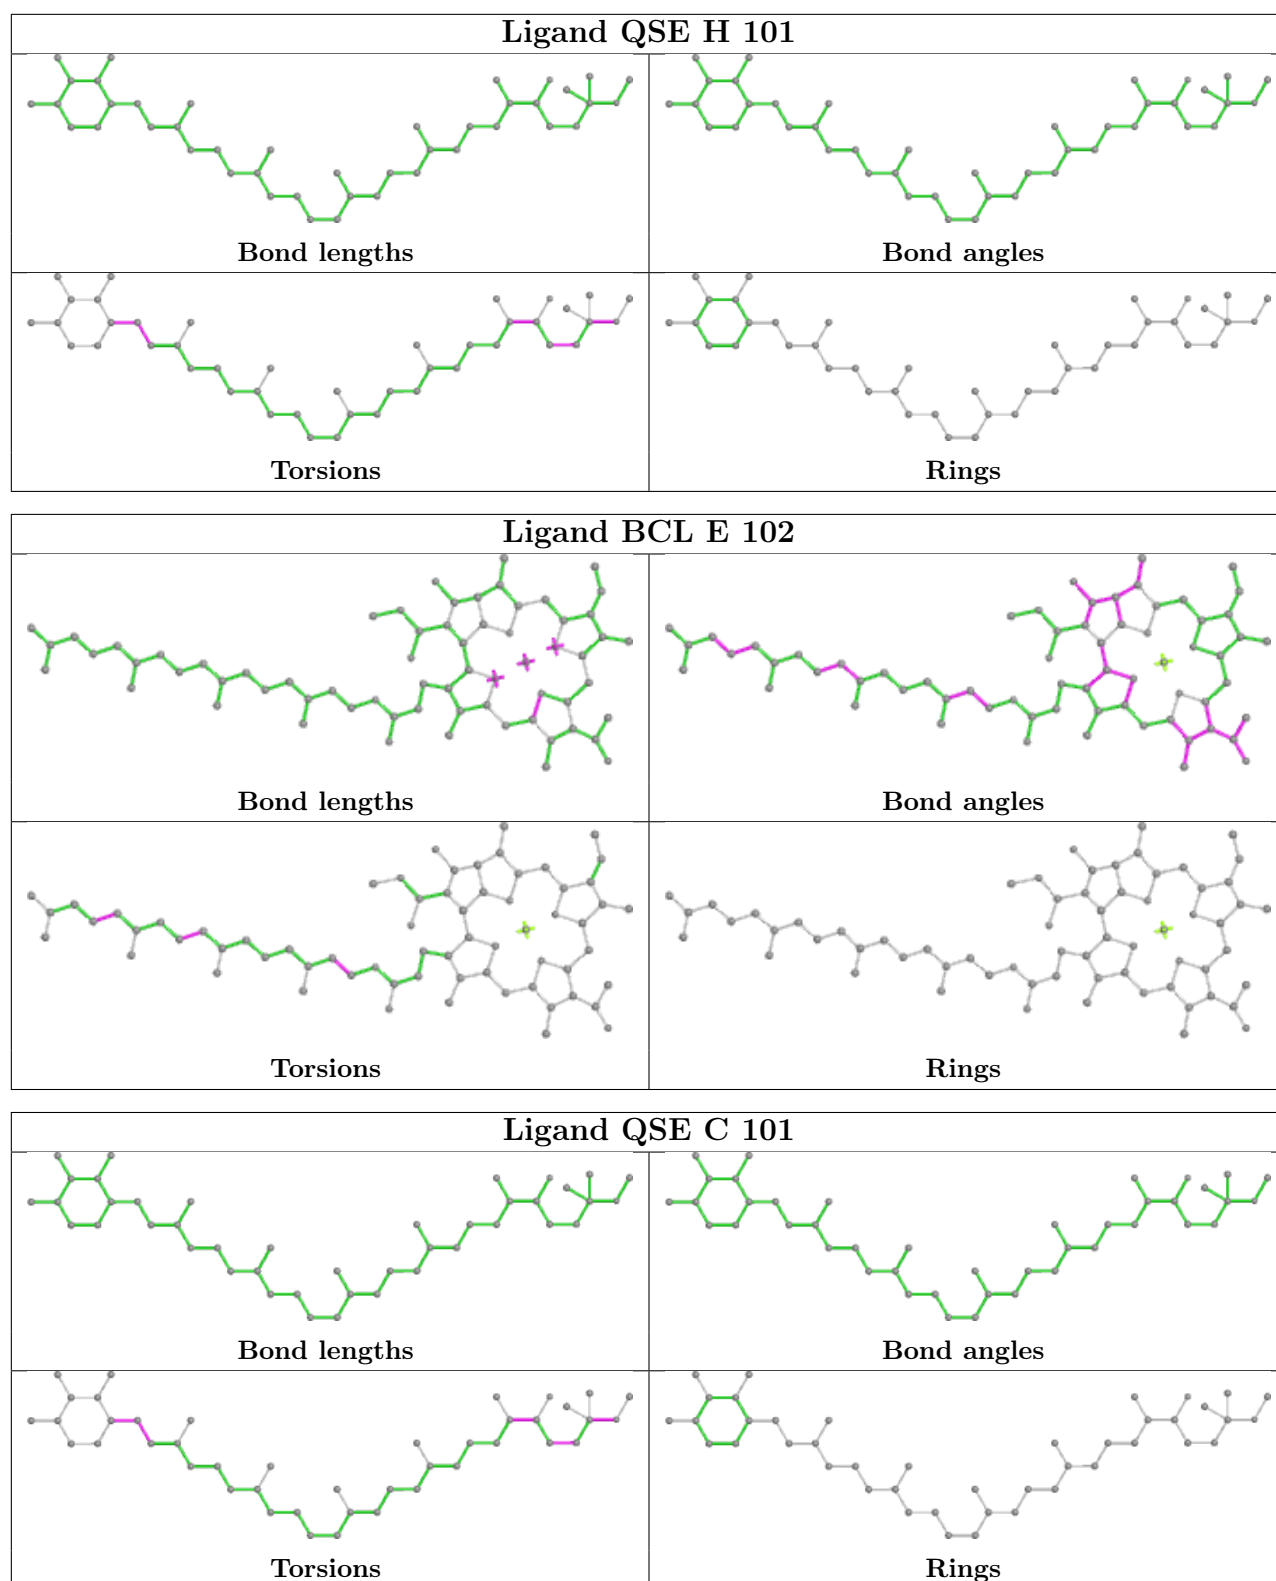 Ligand QSE H 101
Bond lengths
Bond angles
Torsions
Rings
Ligand BCL E 102
Bond lengths
Bond angles
Torsions
Rings
Ligand QSE C 101
Bond lengths
Bond angles
Torsions
Rings